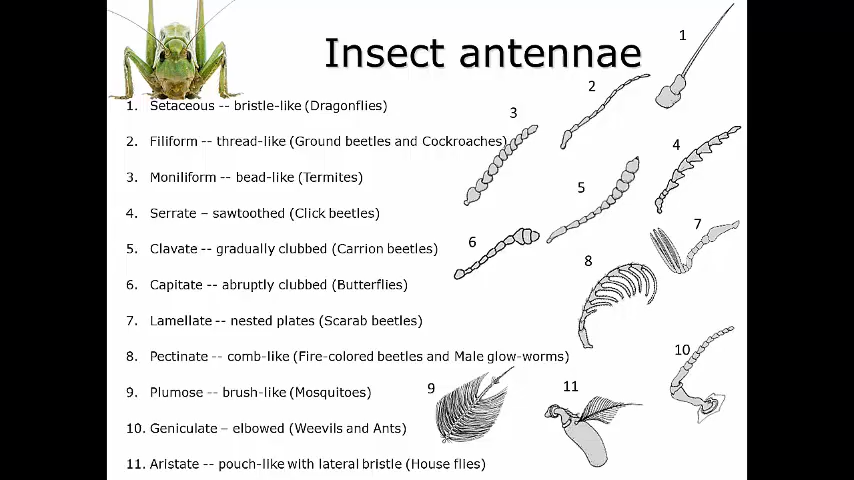 Insect antennae
1. Setaceous -- bristle-like (Dragonflies)
2. Filiform -- thread-like (Ground beetles and Cockroaches)
3. Moniliform -- bead-like (Termites)
4. Serrate – sawtoothed (Click beetles)
5. Clavate -- gradually clubbed (Carrion beetles)
6. Capitate -- abruptly clubbed (Butterflies)
7. Lamellate -- nested plates (Scarab beetles)
8. Pectinate -- comb-like (Fire-colored beetles and Male glow-worms)
9. Plumose -- brush-like (Mosquitoes)
10. Geniculate – elbowed (Weevils and Ants)
11. Aristate -- pouch-like with lateral bristle (House flies)
1
2
3
4
5
6
7
8
9
10
11